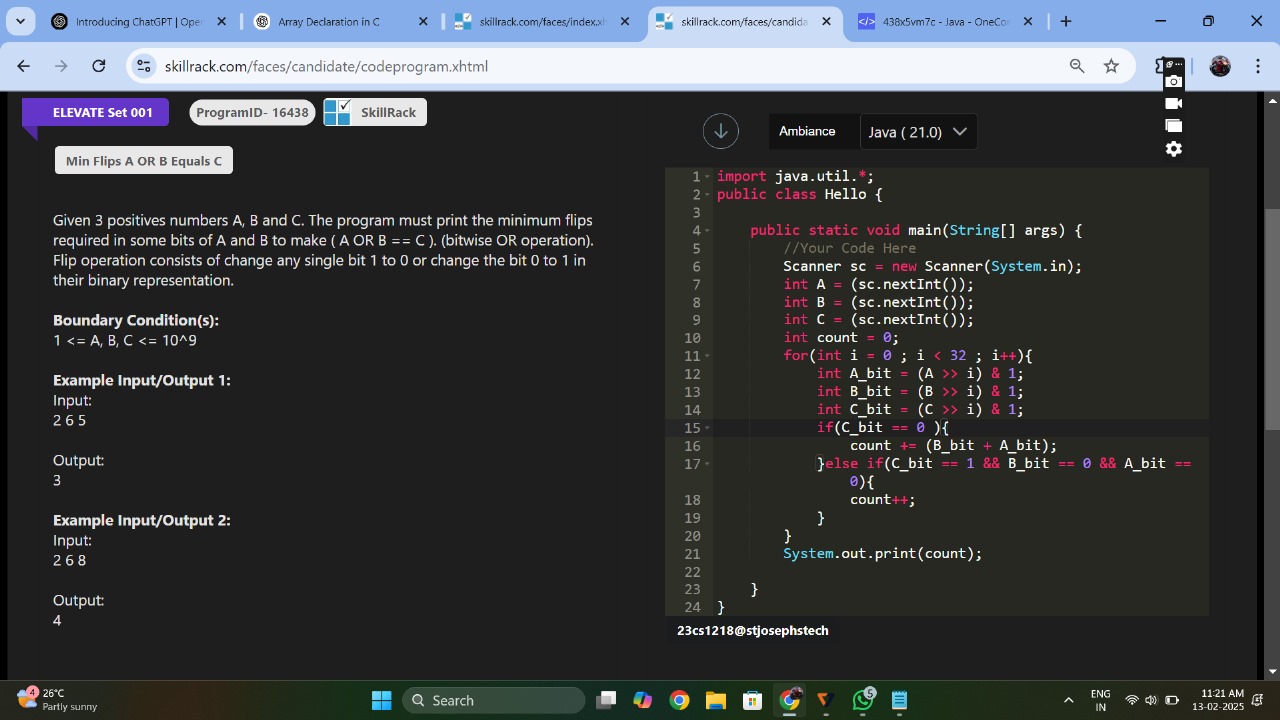 Introducing ChatGPT | Ope
Array Declaration in C
skillrack.com/faces/index.xh
skillrack.com/faces/candida
438x5vm7c - Java - OneCo
skillrack.com/faces/candidate/codeprogram.xhtml
ELEVATE Set 001
ProgramID- 16438
SkillRack
Min Flips A OR B Equals C
Given 3 positives numbers A, B and C. The program must print the minimum flips
required in some bits of A and B to make ( A OR B == C ). (bitwise OR operation).
Flip operation consists of change any single bit 1 to 0 or change the bit 0 to 1 in
their binary representation.
Boundary Condition(s):
1 <= A, B, C <= 10^9
Example Input/Output 1:
Input:
2 6 5
Output:
3
Example Input/Output 2:
Input:
2 6 8
Output:
4
Ambiance
Java ( 21.0)
1 import java.util.*;
2 public class Hello {
3
4 public static void main(String[] args) {
5 //Your Code Here
6 Scanner sc = new Scanner(System.in);
7 int A = (sc.nextInt());
8 int B = (sc.nextInt());
9 int C = (sc.nextInt());
10 int count = 0;
11 for(int i = 0 ; i < 32 ; i++){
12 int A_bit = (A >> i) & 1;
13 int B_bit = (B >> i) & 1;
14 int C_bit = (C >> i) & 1;
15 if(C_bit == 0 ){
16 count += (B_bit + A_bit);
17 }else if(C_bit == 1 && B_bit == 0 && A_bit ==
0){
18 count++;
19 }
20 }
21 System.out.print(count);
22
23 }
24 }
23cs1218@stjosephstech
4
26°C
Partly sunny
Search
5
ENG
IN
11:21 AM
13-02-2025